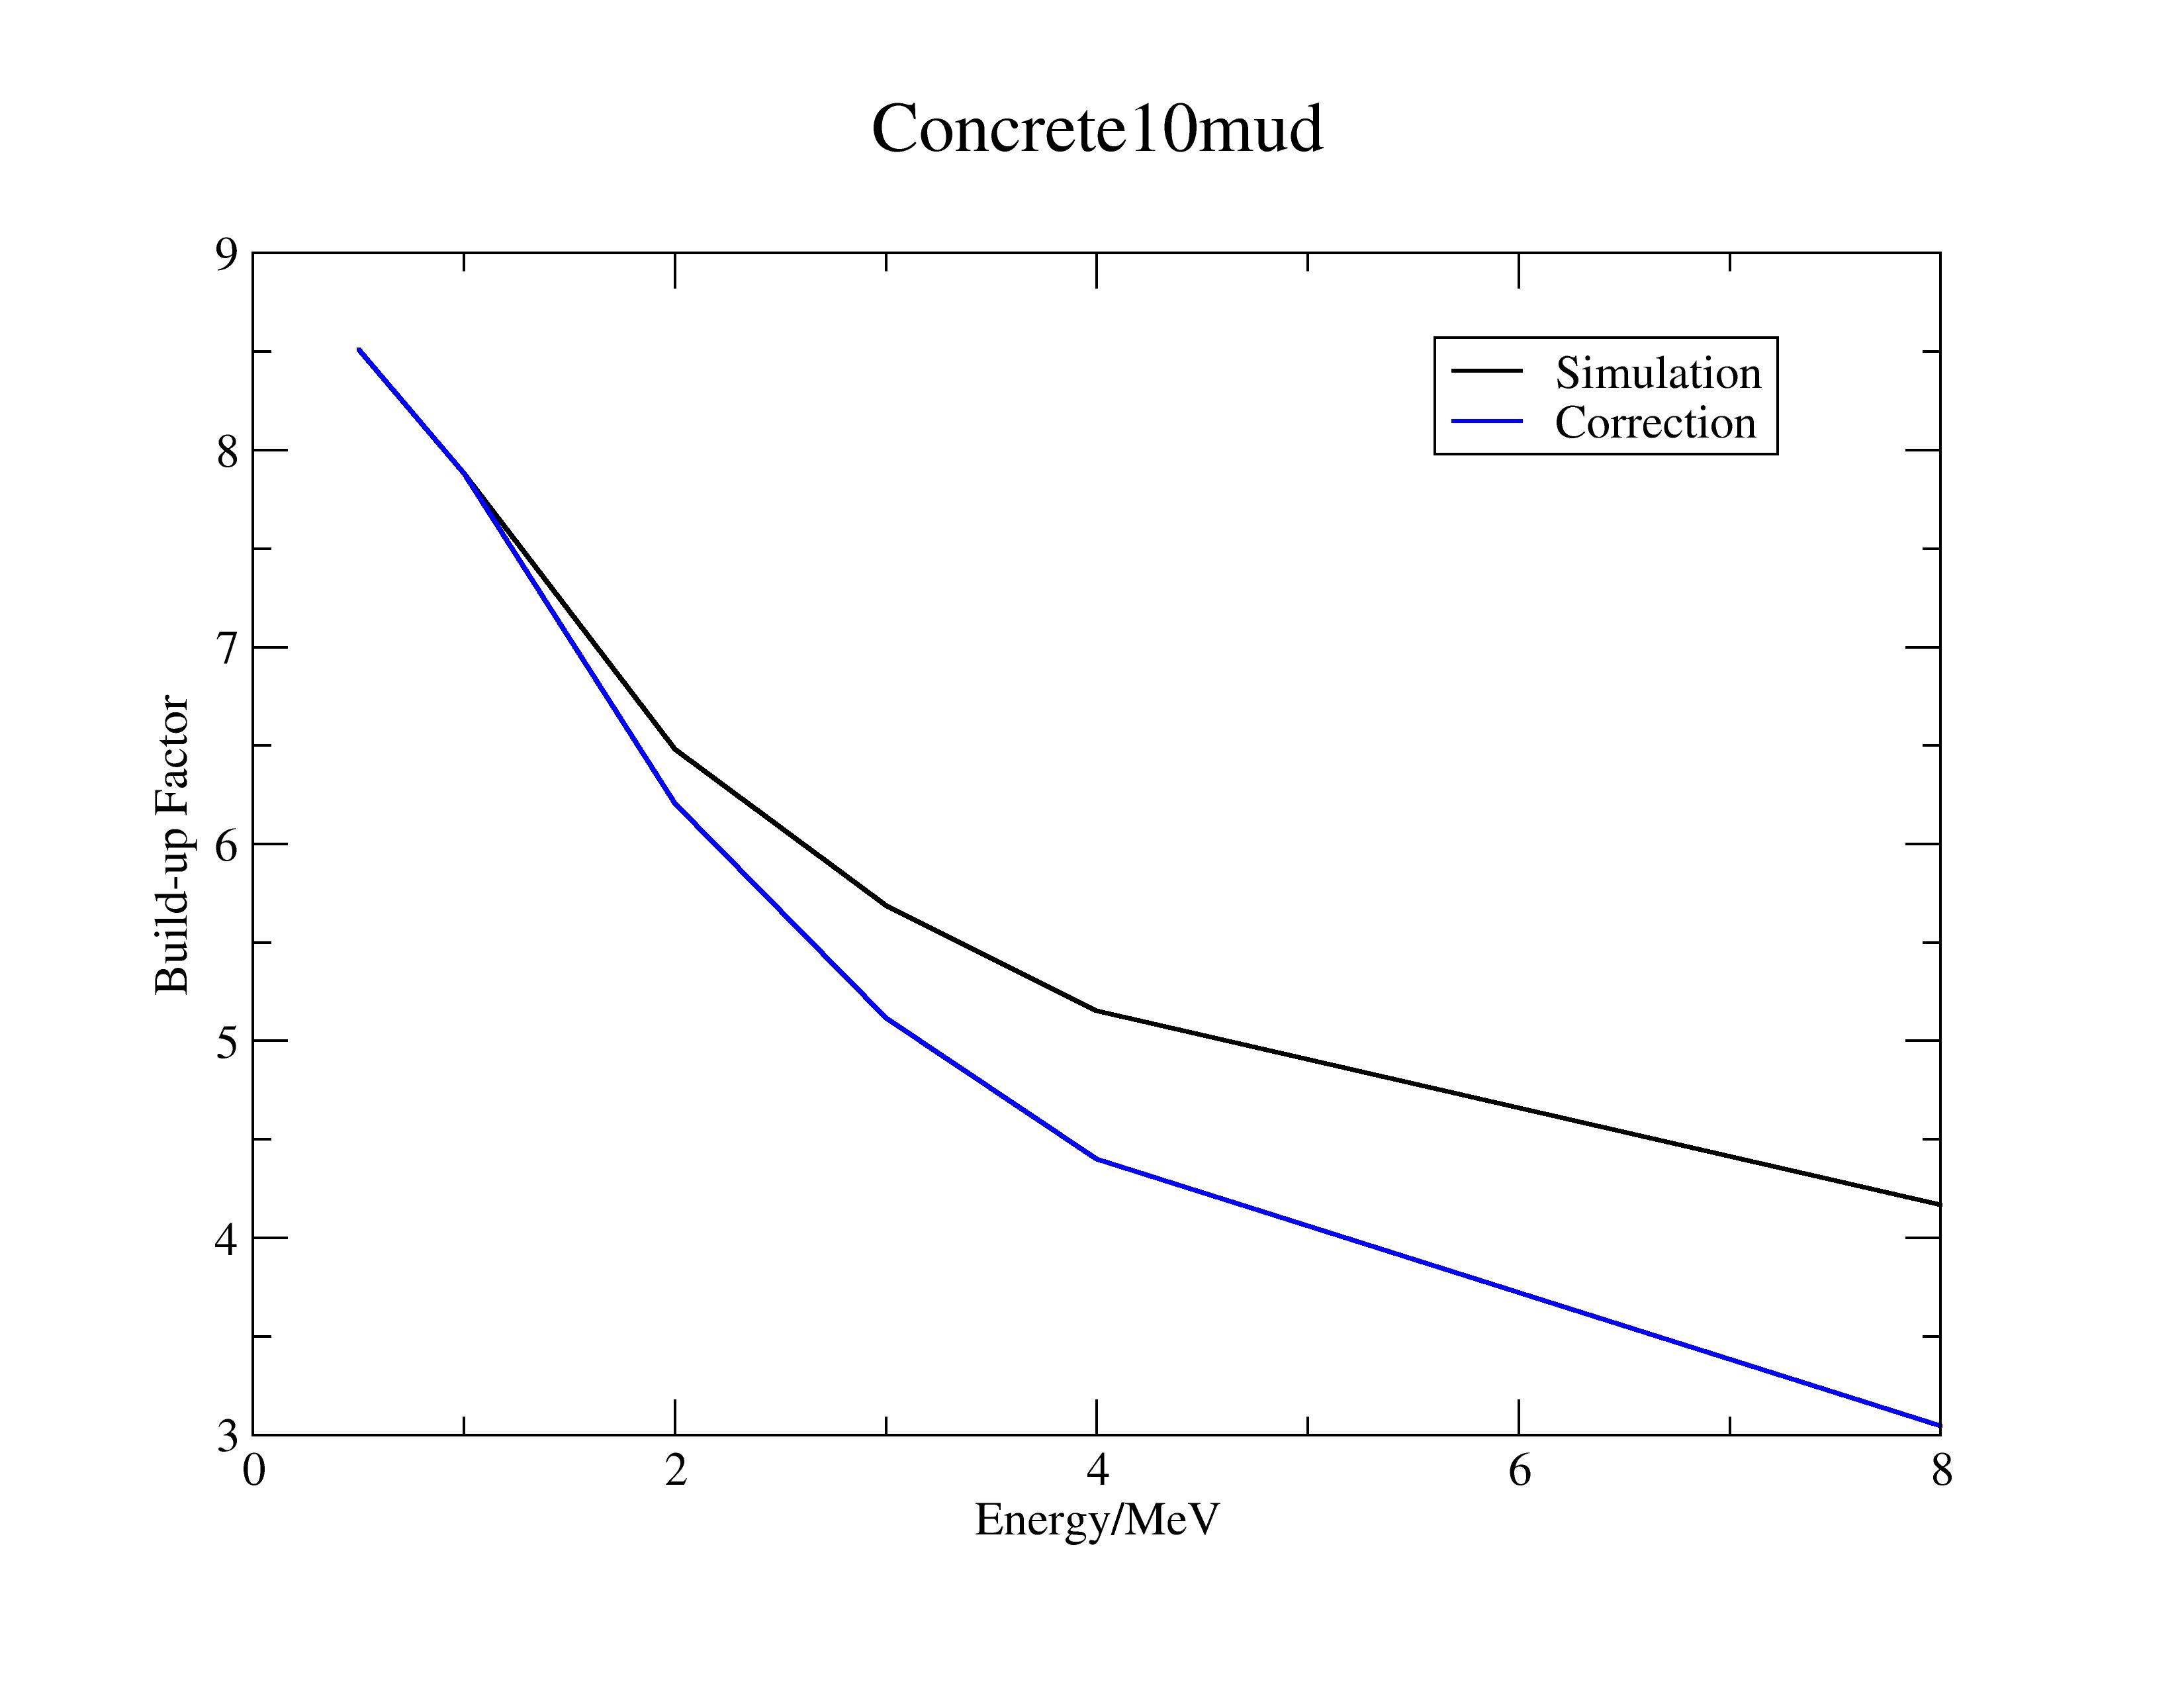 Concrete10mud
9
8
7
6
5
4
3
Build-up Factor
Simulation
Correction
0 2 4 6 8
Energy/MeV